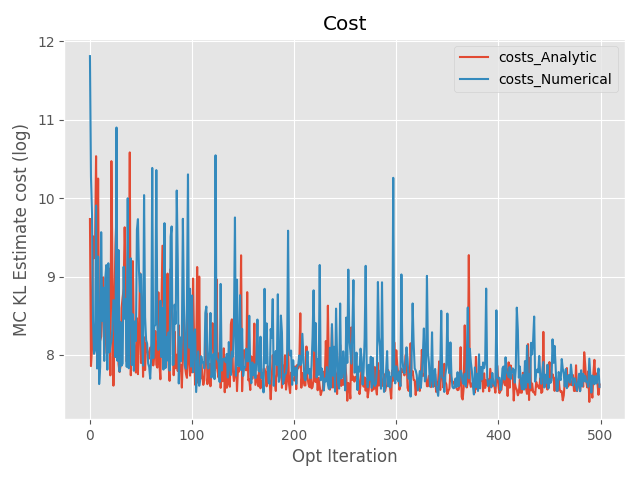 Cost
costs_Analytic
costs_Numerical
MC KL Estimate cost (log)
12
11
10
9
8
0
100
200
300
400
500
Opt Iteration